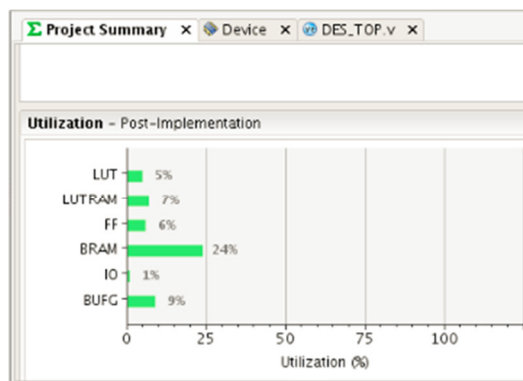 Project Summary × Device × DES_TOP.v ×
Utilization - Post-Implementation
LUT 5%
LUTRAM 7%
FF 6%
BRAM 24%
IO 1%
BUFG 9%
0 25 50 75 100
Utilization (%)